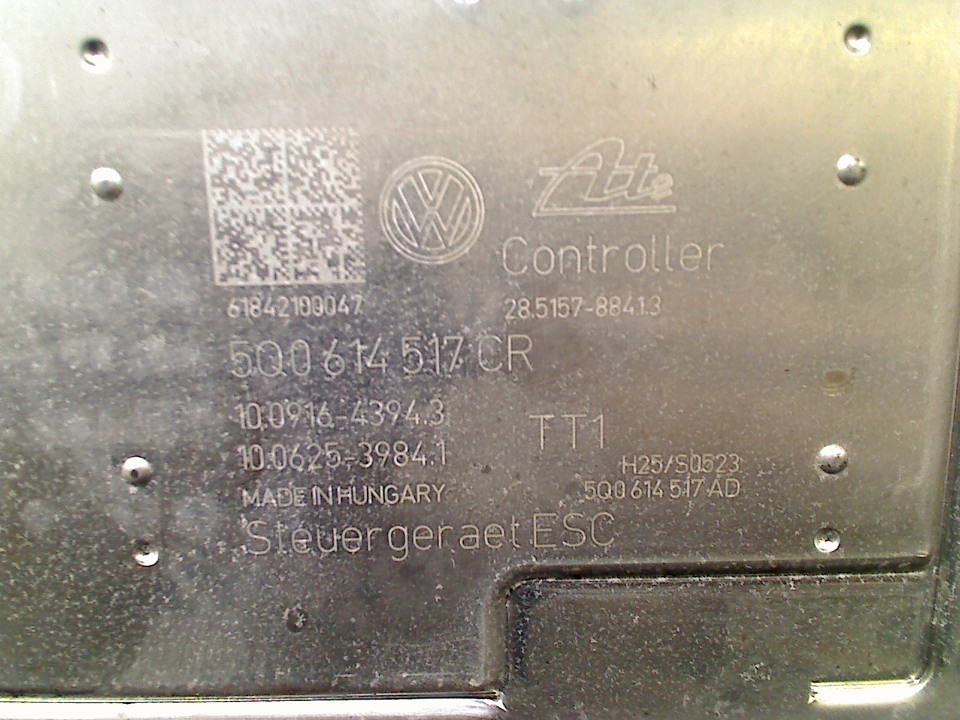 Ate
Controller
61842100047
28.5157-8841.3
5Q0 614 517 CR
10.0916-4394.3
10.0625-3984.1
TT1
H25/S0523
MADE IN HUNGARY
5Q0 614 517 AD
Steuergeraet ESC